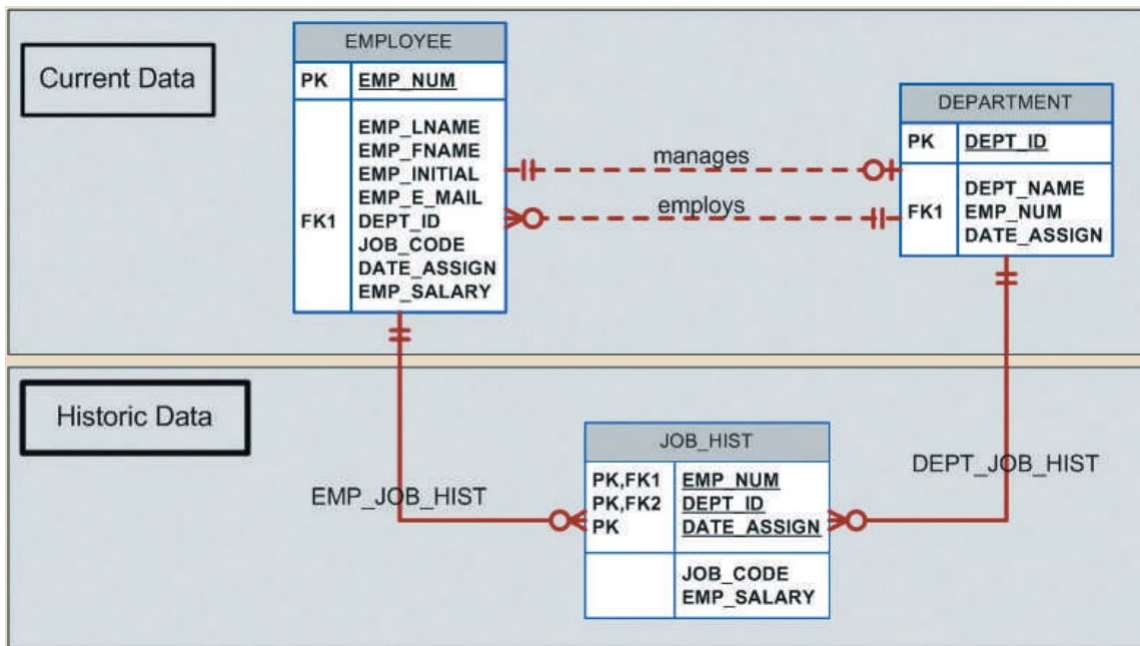 Current Data
EMPLOYEE
PK EMP_NUM
EMP_LNAME
EMP_FNAME
EMP_INITIAL
EMP_E_MAIL
FK1 DEPT_ID
JOB_CODE
DATE_ASSIGN
EMP_SALARY
manages
employs
DEPARTMENT
PK DEPT_ID
DEPT_NAME
FK1 EMP_NUM
DATE_ASSIGN
Historic Data
EMP_JOB_HIST
JOB_HIST
PK,FK1 EMP_NUM
PK,FK2 DEPT_ID
PK DATE_ASSIGN
JOB_CODE
EMP_SALARY
DEPT_JOB_HIST